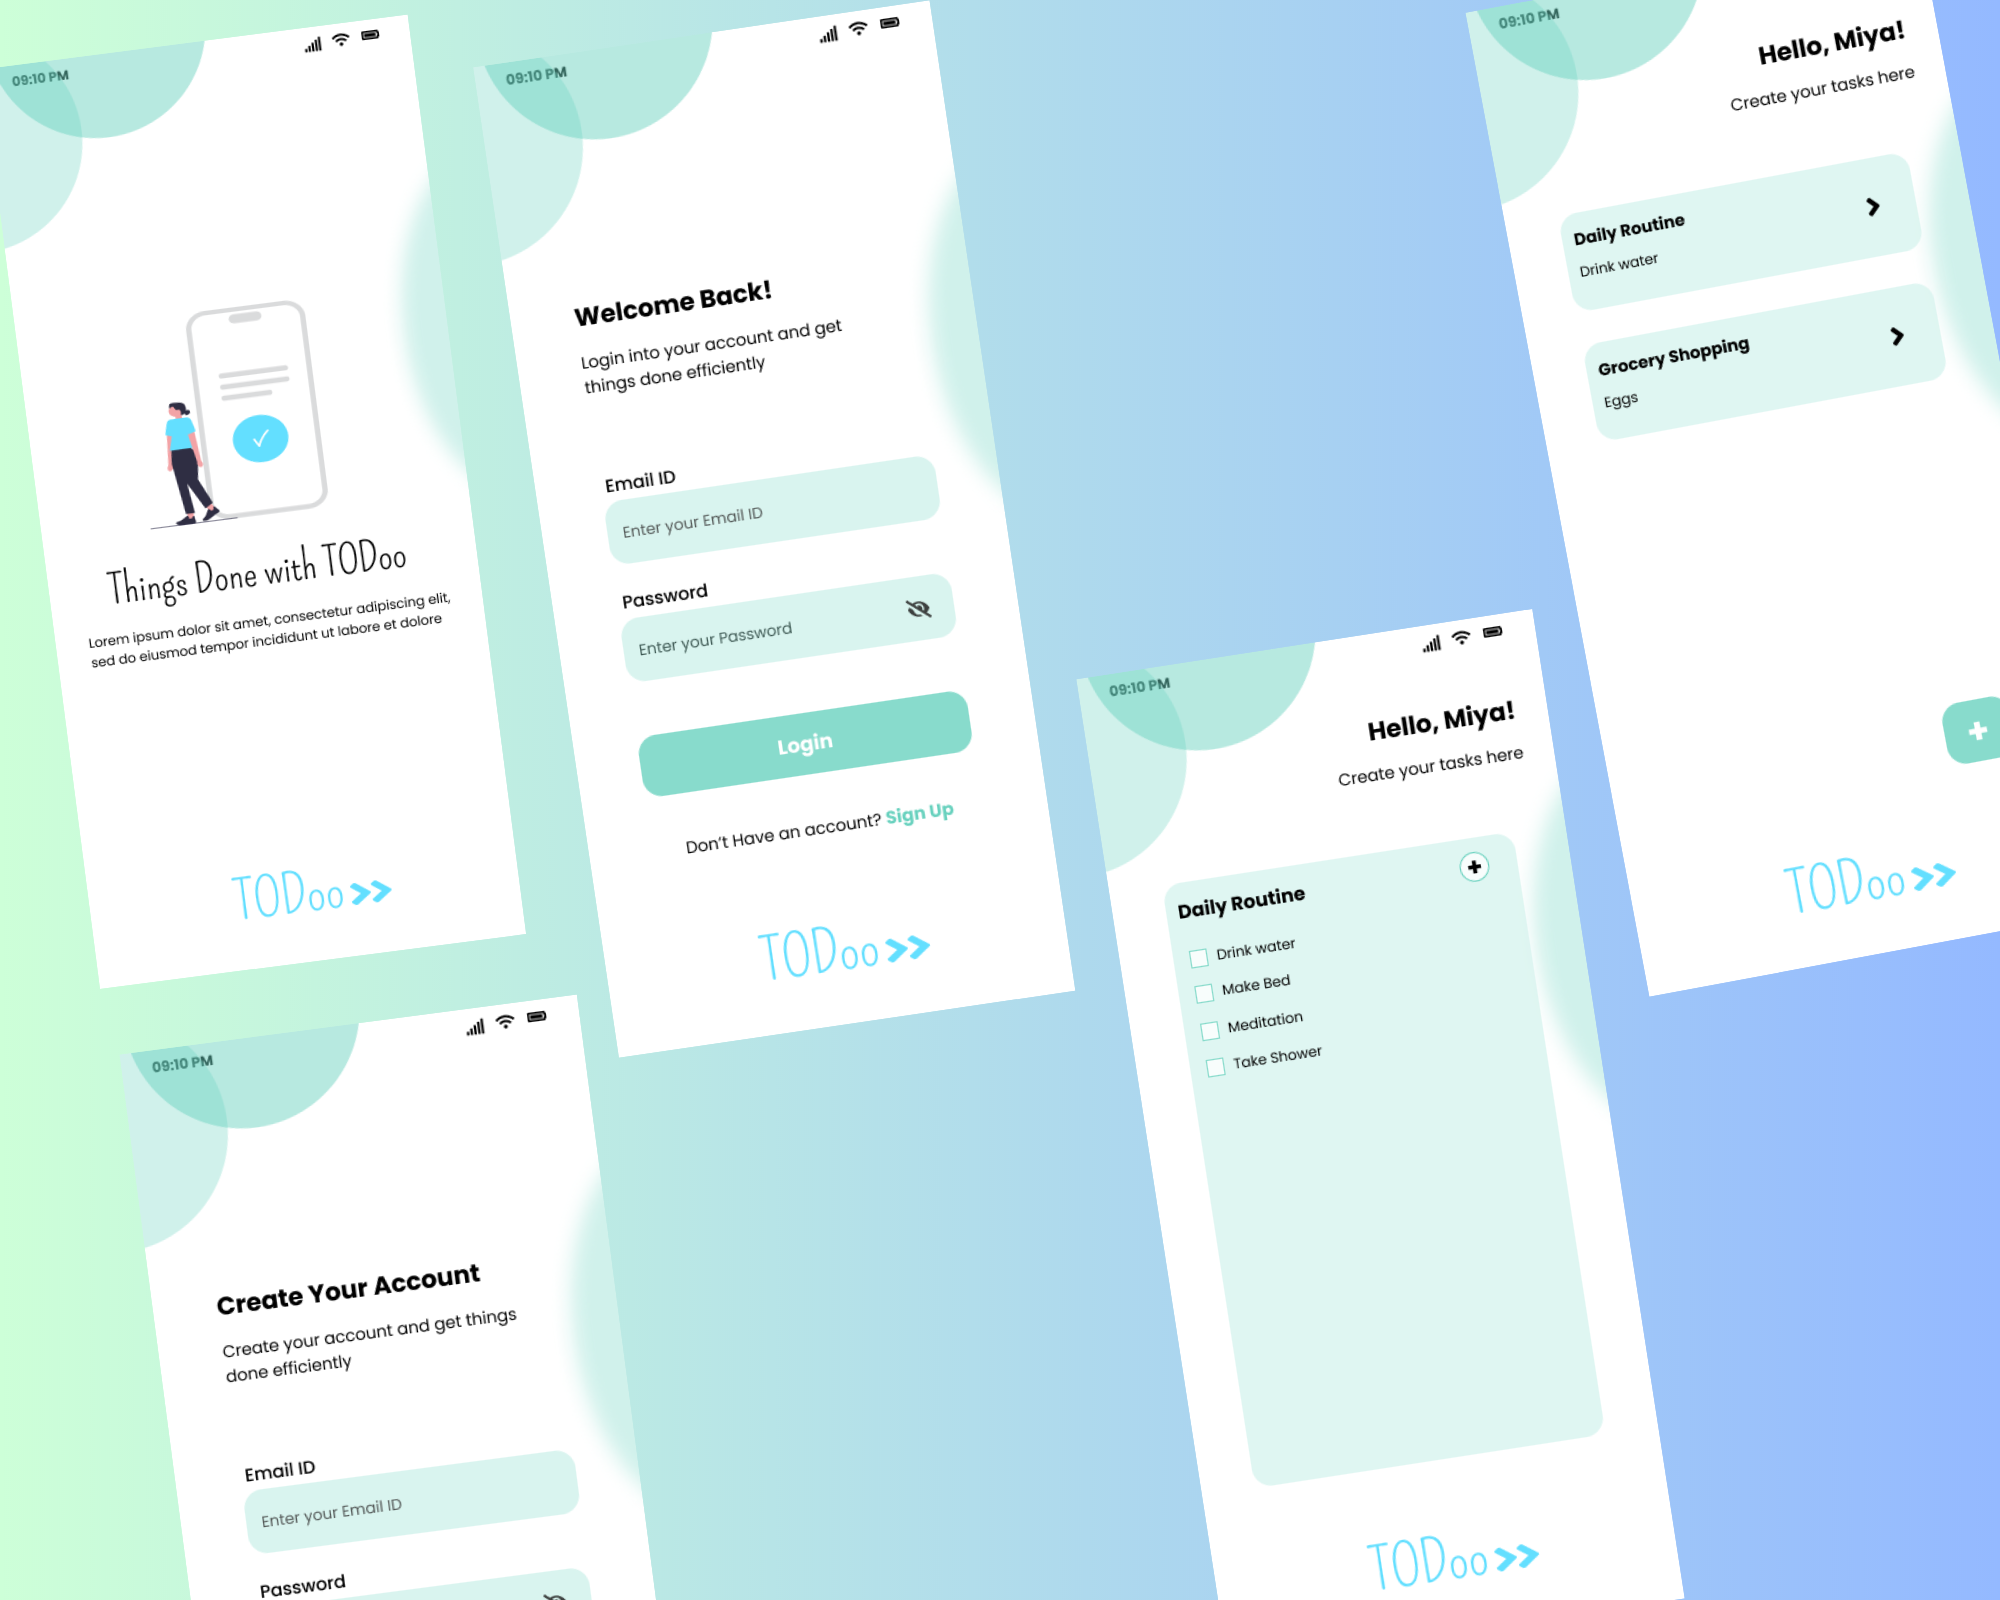 09:10 PM
Things Done with TODoo
Lorem ipsum dolor sit amet, consectetur adipiscing elit,
sed do eiusmod tempor incididunt ut labore et dolore
TODoo
09:10 PM
Welcome Back!
Login into your account and get
things done efficiently
Email ID
Enter your Email ID
Password
Enter your Password
Login
Don't Have an account? Sign Up
TODoo
09:10 PM
Hello, Miya!
Create your tasks here
Daily Routine
Drink water
Grocery Shopping
Eggs
TODoo
09:10 PM
Create Your Account
Create your account and get things
done efficiently
Email ID
Enter your Email ID
Password
09:10 PM
Hello, Miya!
Create your tasks here
Daily Routine
Drink water
Make Bed
Meditation
Take Shower
TODoo